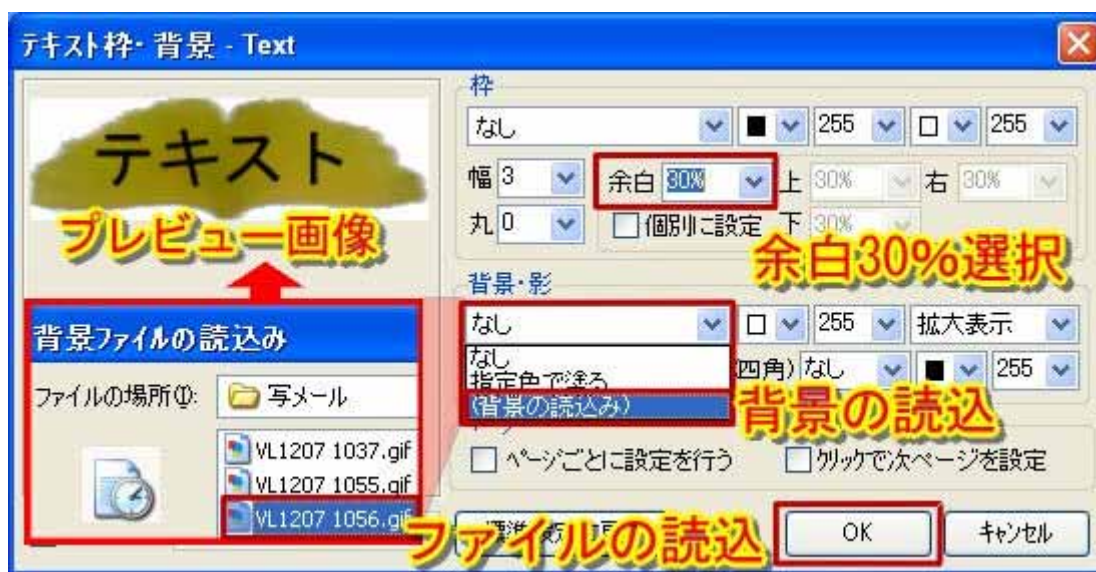 テキスト枠・背景 - Text
テキスト
プレビュー画像
枠
なし 255 255
幅 3 余白 30% 上 30% 右 30%
丸 0 個別に設定 下 30%
余白30%選択
背景・影
なし 255 拡大表示
なし
指定色で塗る
(背景の読込み)
(四角) なし 255
背景の読込
ページごとに設定を行う クリックで次ページを設定
背景ファイルの読込み
ファイルの場所(I): 写メール
VL1207 1037.gif
VL1207 1055.gif
VL1207 1056.gif
ファイルの読込
OK キャンセル